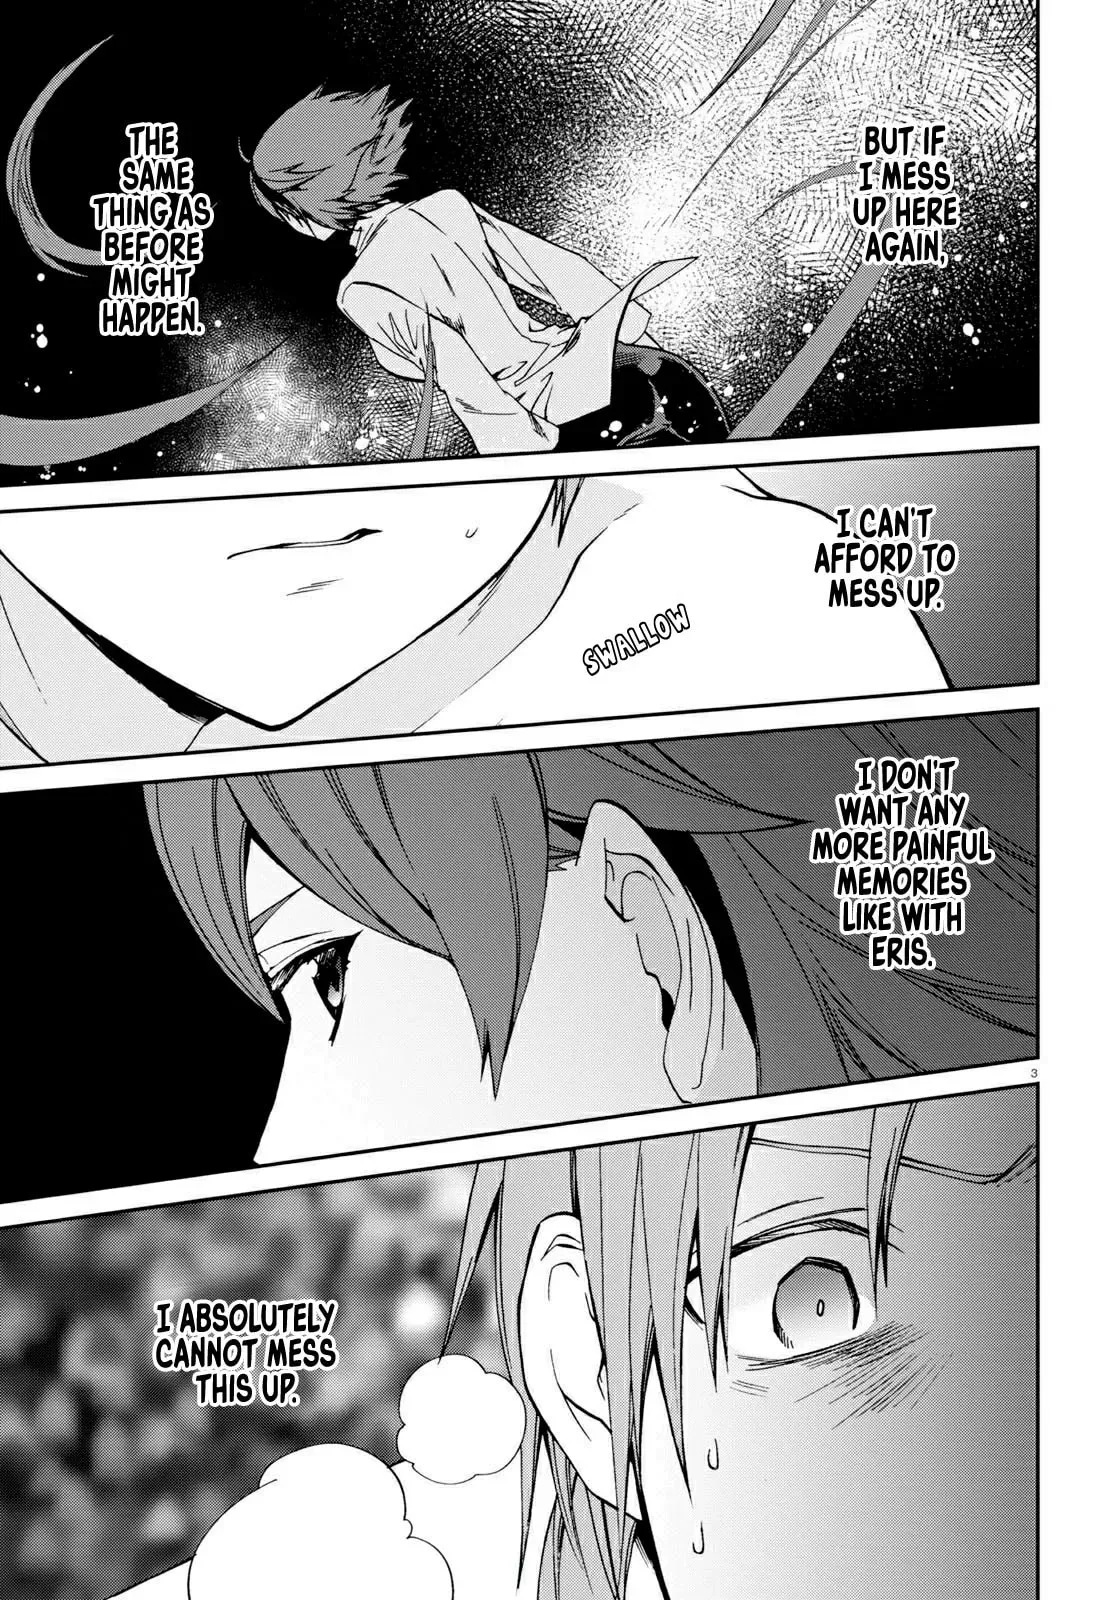 BUT IF
I MESS
UP HERE
AGAIN,
THE
SAME
THING AS
BEFORE
MIGHT
HAPPEN.
I CAN'T
AFFORD TO
MESS UP.
SWALLOW
I DON'T
WANT ANY
MORE PAINFUL
MEMORIES
LIKE WITH
ERIS.
3
I ABSOLUTELY
CANNOT MESS
THIS UP.